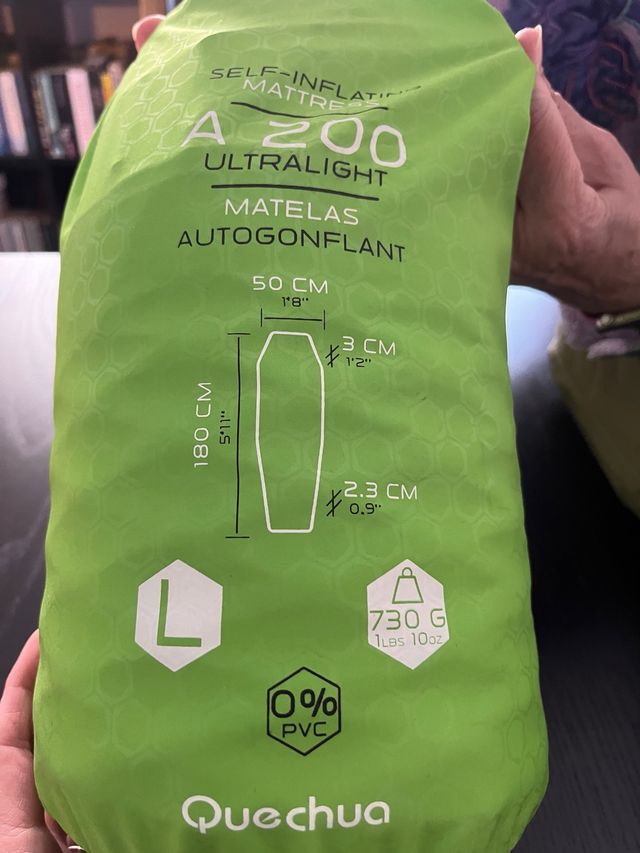 SELF-INFLATING
MATTRESS
A 200
ULTRALIGHT
MATELAS
AUTOGONFLANT
50 CM
1'8"
3 CM
1'2"
180 CM
5'11"
2.3 CM
0.9"
L
730 G
1LBS 10OZ
0%
PVC
Quechua